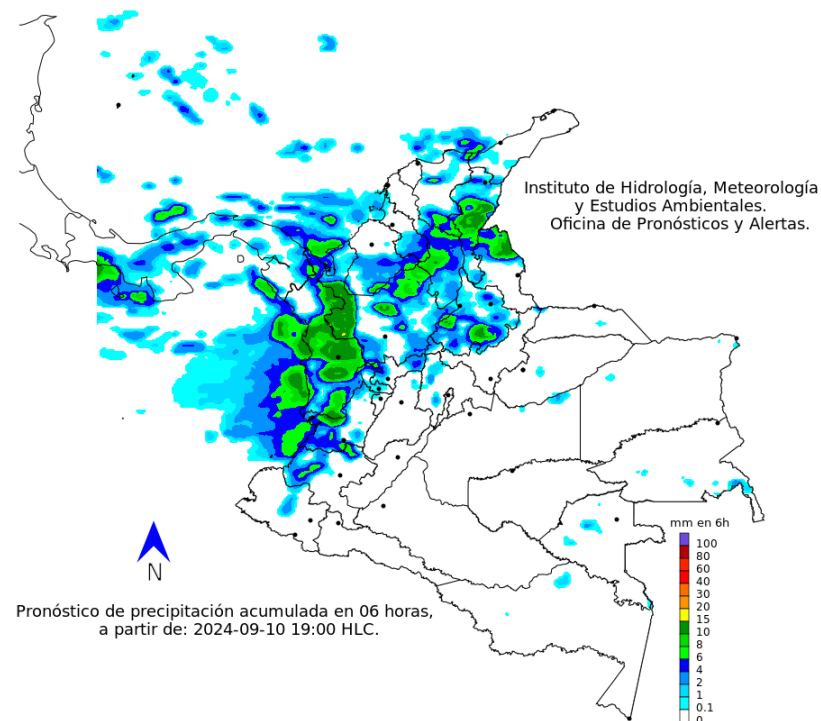 Instituto de Hidrología, Meteorología
y Estudios Ambientales.
Oficina de Pronósticos y Alertas.
mm en 6h
100
80
60
40
30
20
15
10
8
6
4
2
1
0.1
0
N
Pronóstico de precipitación acumulada en 06 horas,
a partir de: 2024-09-10 19:00 HLC.